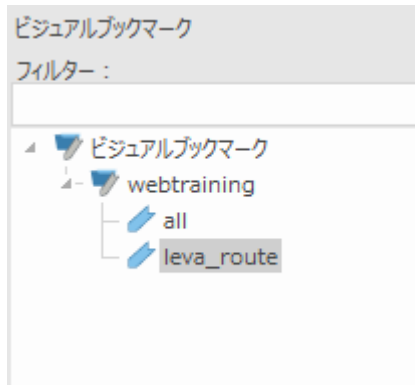 ビジュアルブックマーク
フィルター：
ビジュアルブックマーク
webtraining
all
leva_route